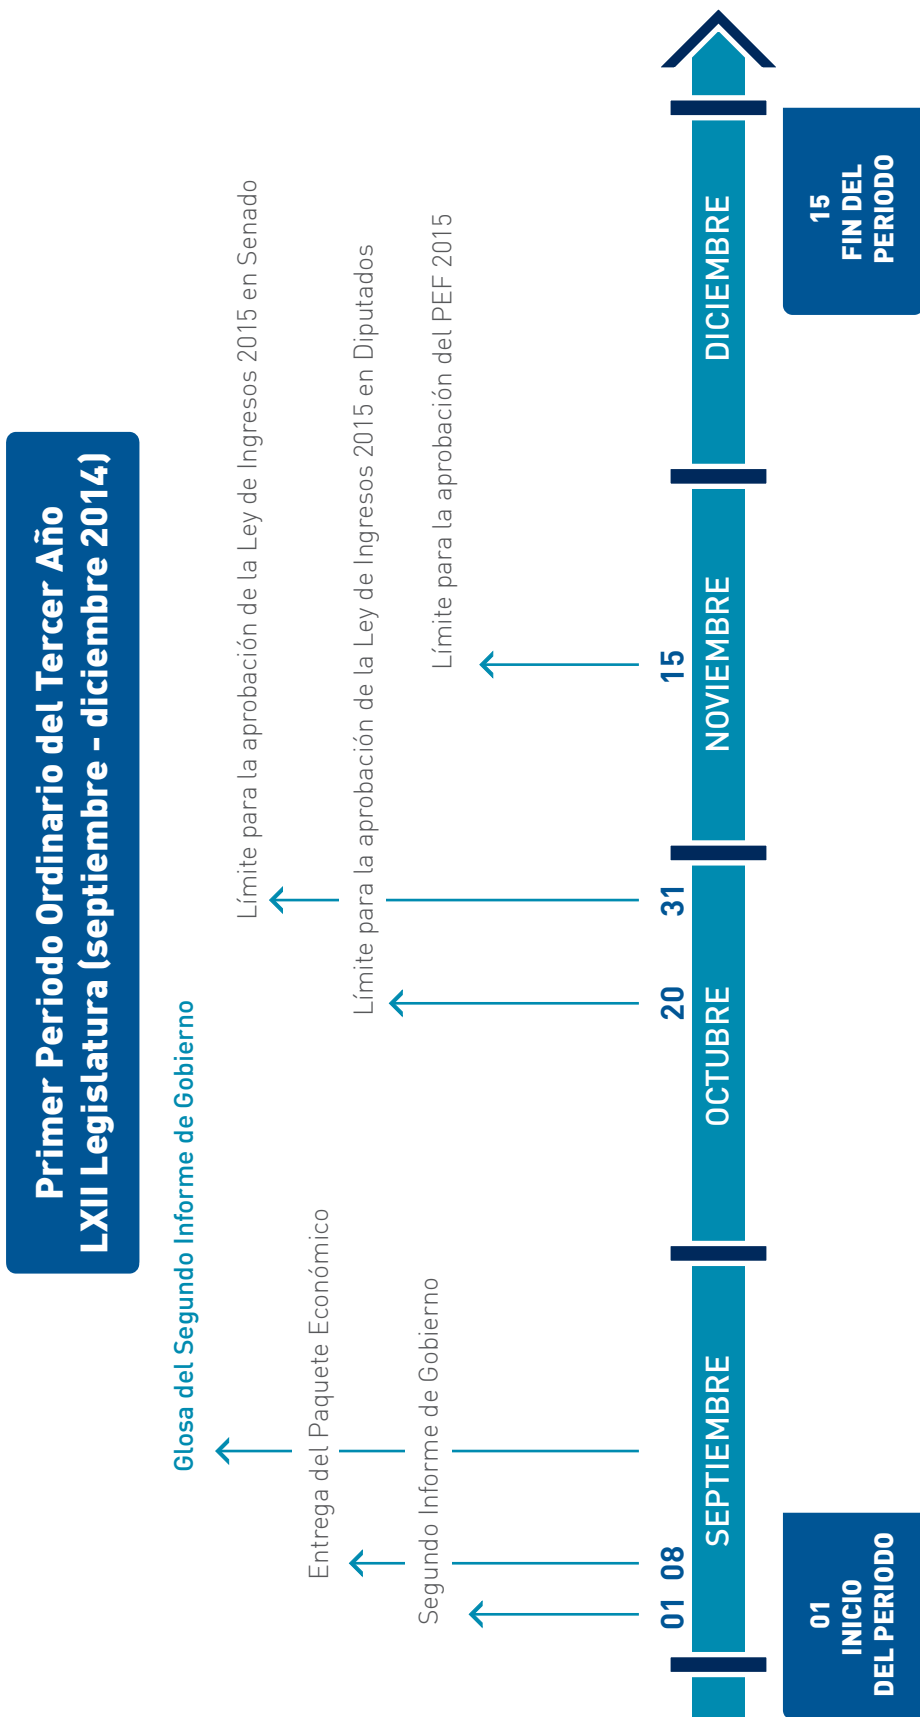 Primer Periodo Ordinario del Tercer Año
LXII Legislatura (septiembre - diciembre 2014)
Glosa del Segundo Informe de Gobierno
Límite para la aprobación de la Ley de Ingresos 2015 en Senado
Entrega del Paquete Económico
Límite para la aprobación de la Ley de Ingresos 2015 en Diputados
Segundo Informe de Gobierno
Límite para la aprobación del PEF 2015
01
08
20
31
15
SEPTIEMBRE
OCTUBRE
NOVIEMBRE
DICIEMBRE
01
INICIO
DEL PERIODO
15
FIN DEL
PERIODO